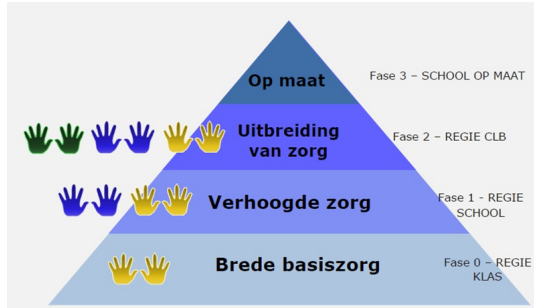 Op maat
Fase 3 – SCHOOL OP MAAT
Uitbreiding
van zorg
Fase 2 – REGIE CLB
Verhoogde zorg
Fase 1 - REGIE
SCHOOL
Brede basiszorg
Fase 0 – REGIE
KLAS